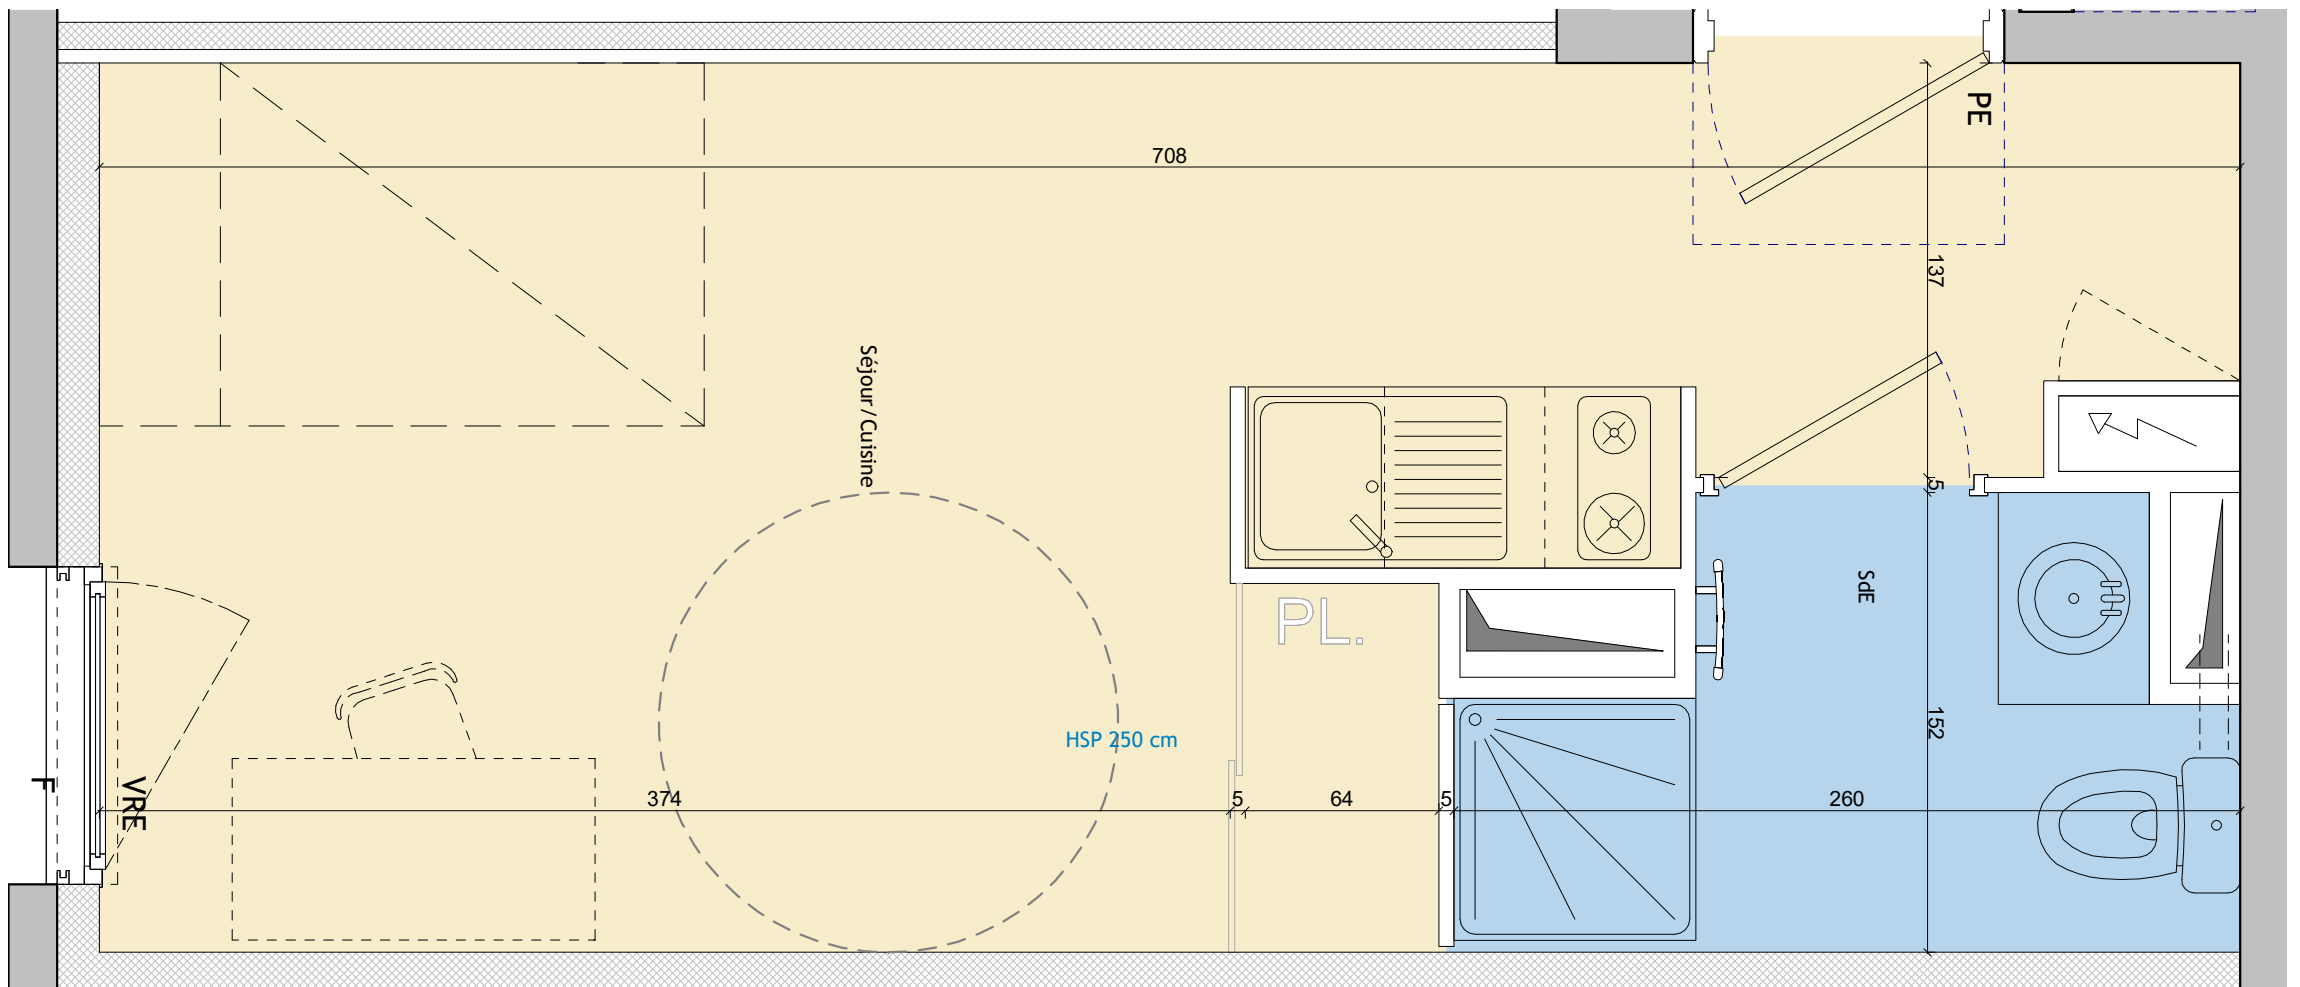 PE
708
137
Séjour / Cuisine
5
SdE
PL.
152
HSP 250 cm
F
VRE
374
5
64
5
260